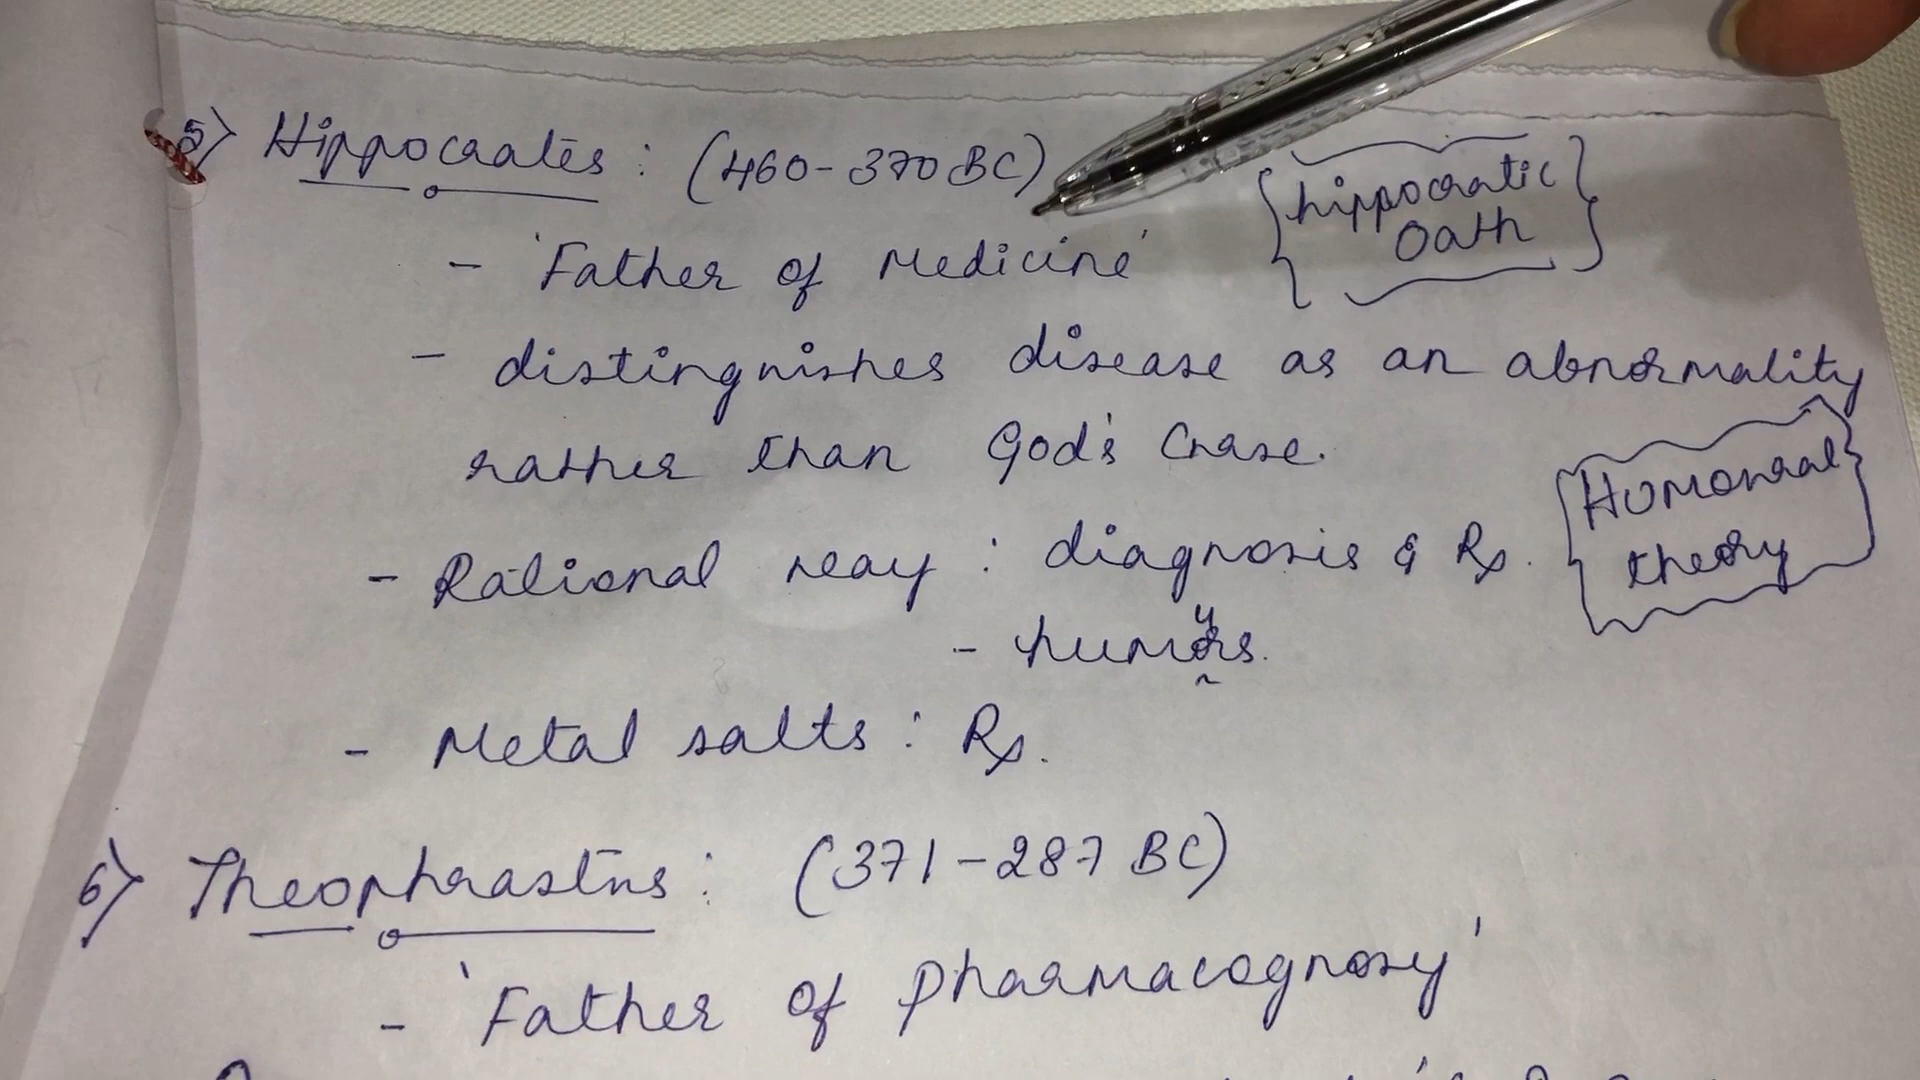 5) Hippocrates : (460-370 BC)
{hippocratic
Oath}
- 'Father of Medicine'
- distinguishes disease as an abnormality
rather than God's Curse.
- Rational way : diagnosis & Rx.
{Humoural
theory}
- humors.
u
- Metal salts : Rx.
6) Theophrastus : (371-287 BC)
- 'Father of pharmacognosy'